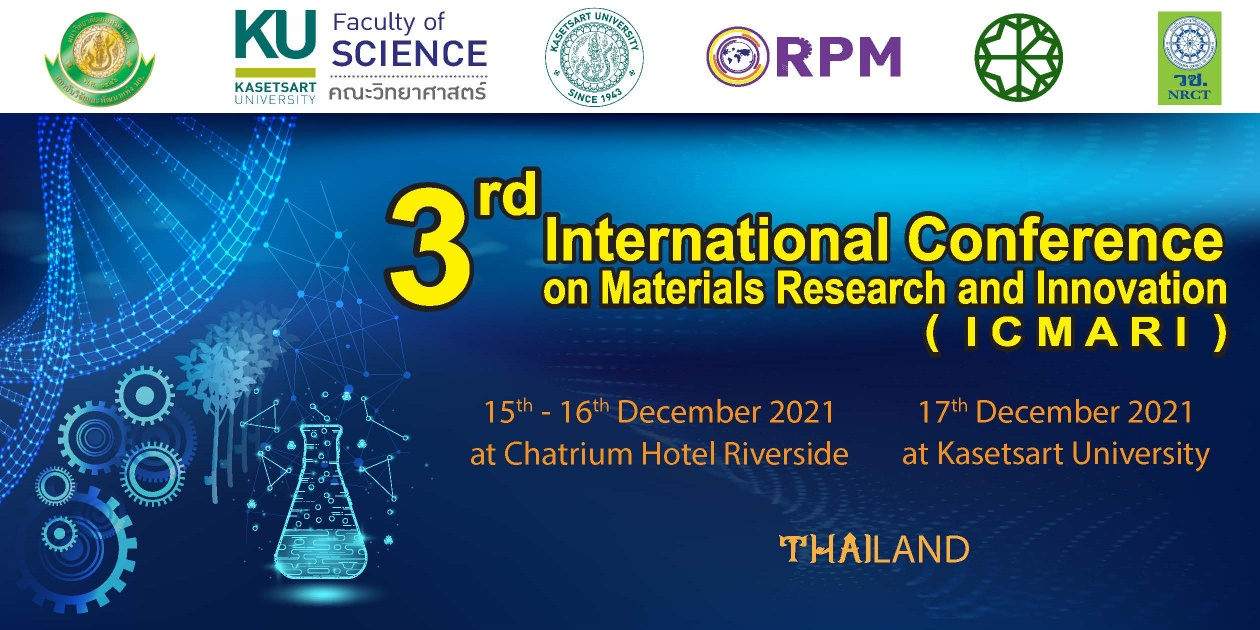 KU
KASETSART
UNIVERSITY
Faculty of
SCIENCE
คณะวิทยาศาสตร์
KASETSART UNIVERSITY
SINCE 1943
RPM
วช.
NRCT
3rd International Conference
on Materials Research and Innovation
( ICMARI )
15th - 16th December 2021
at Chatrium Hotel Riverside
17th December 2021
at Kasetsart University
THAILAND